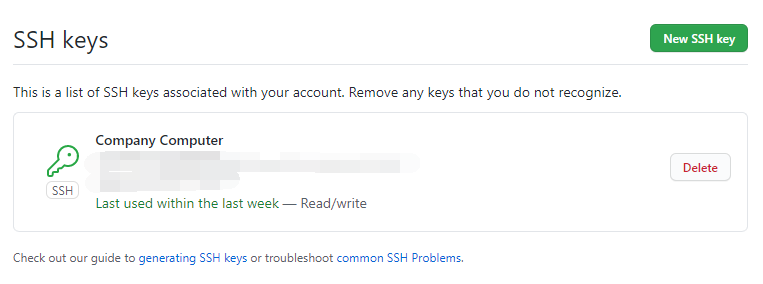 SSH keys
New SSH key
This is a list of SSH keys associated with your account. Remove any keys that you do not recognize.
Company Computer
SSH
Last used within the last week — Read/write
Delete
Check out our guide to generating SSH keys or troubleshoot common SSH Problems.